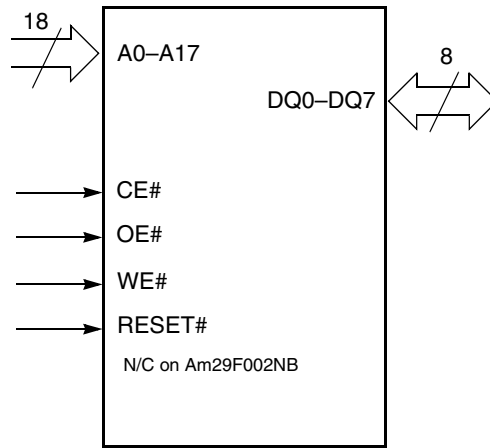 18
A0–A17
8
DQ0–DQ7
CE#
OE#
WE#
RESET#
N/C on Am29F002NB